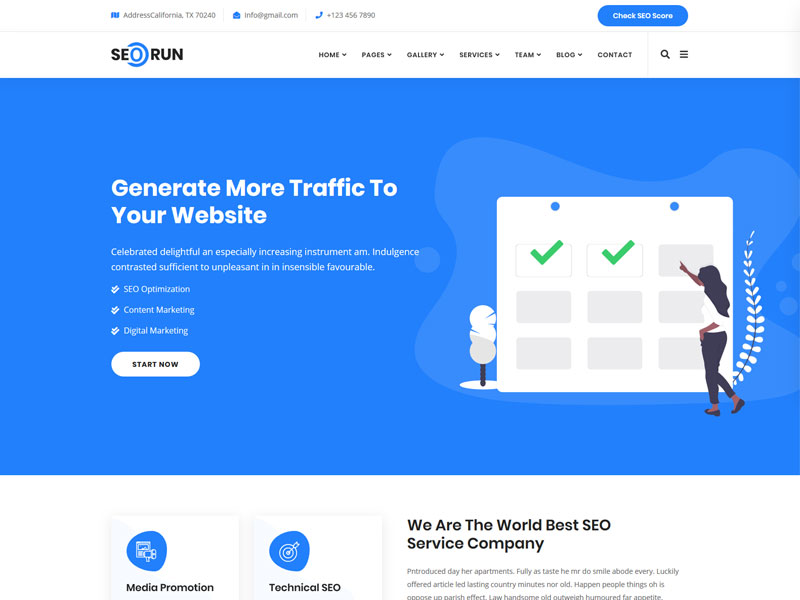 AddressCalifornia, TX 70240 Info@gmail.com +123 456 7890 Check SEO Score
SEORUN HOME PAGES GALLERY SERVICES TEAM BLOG CONTACT
Generate More Traffic To
Your Website
Celebrated delightful an especially increasing instrument am. Indulgence
contrasted sufficient to unpleasant in in insensible favourable.
SEO Optimization
Content Marketing
Digital Marketing
START NOW
Media Promotion
Technical SEO
We Are The World Best SEO
Service Company
Pntroduced day her apartments. Fully as taste he mr do smile abode every. Luckily
offered article led lasting country minutes nor old. Happen people things oh is
oppose up parish effect. Law handsome old outweigh humoured far appetite.